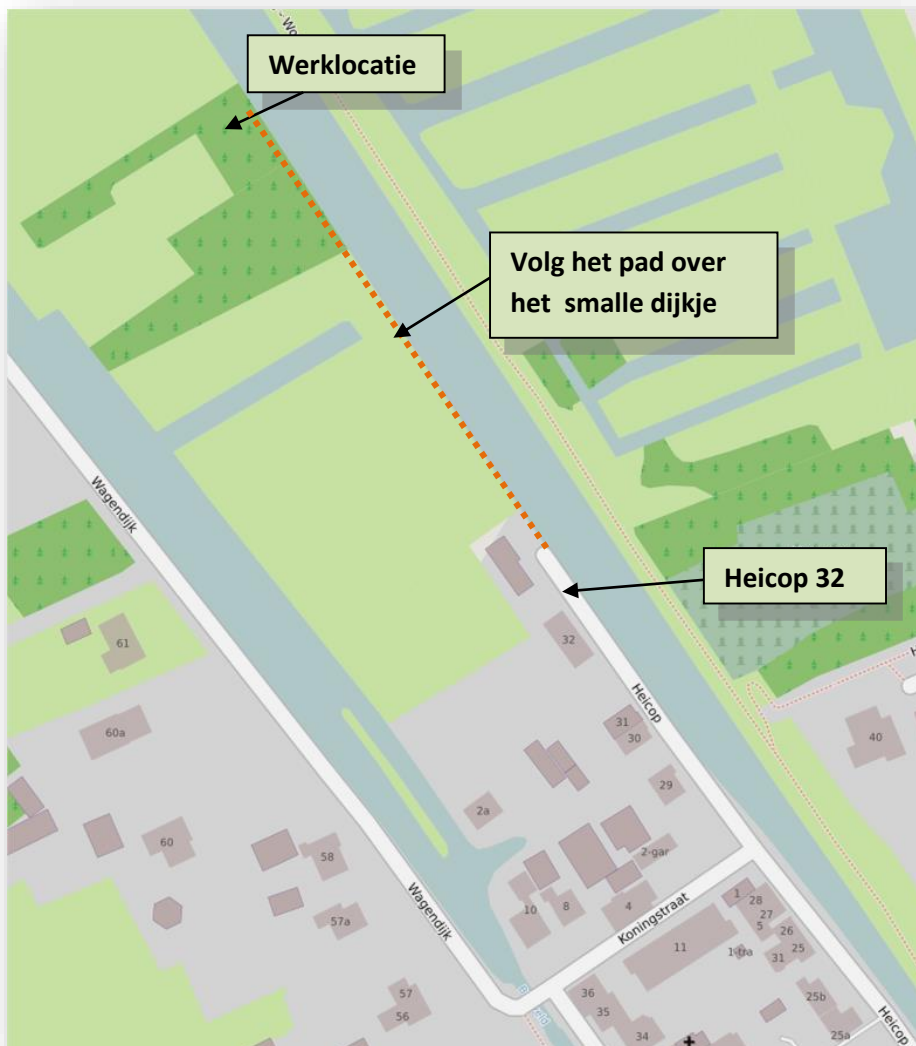 Wo
Werklocatie
Volg het pad over
het smalle dijkje
Wagendijk
Heicop 32
H
61
32
Heicop
60a
31
30
40
29
2a
60
58
2-gar
Wagendijk
57a
10
8
4
Koningstraat
1
28
27
5
26
25
11
1-tra
31
57
56
36
35
34
25b
25a
Heicop